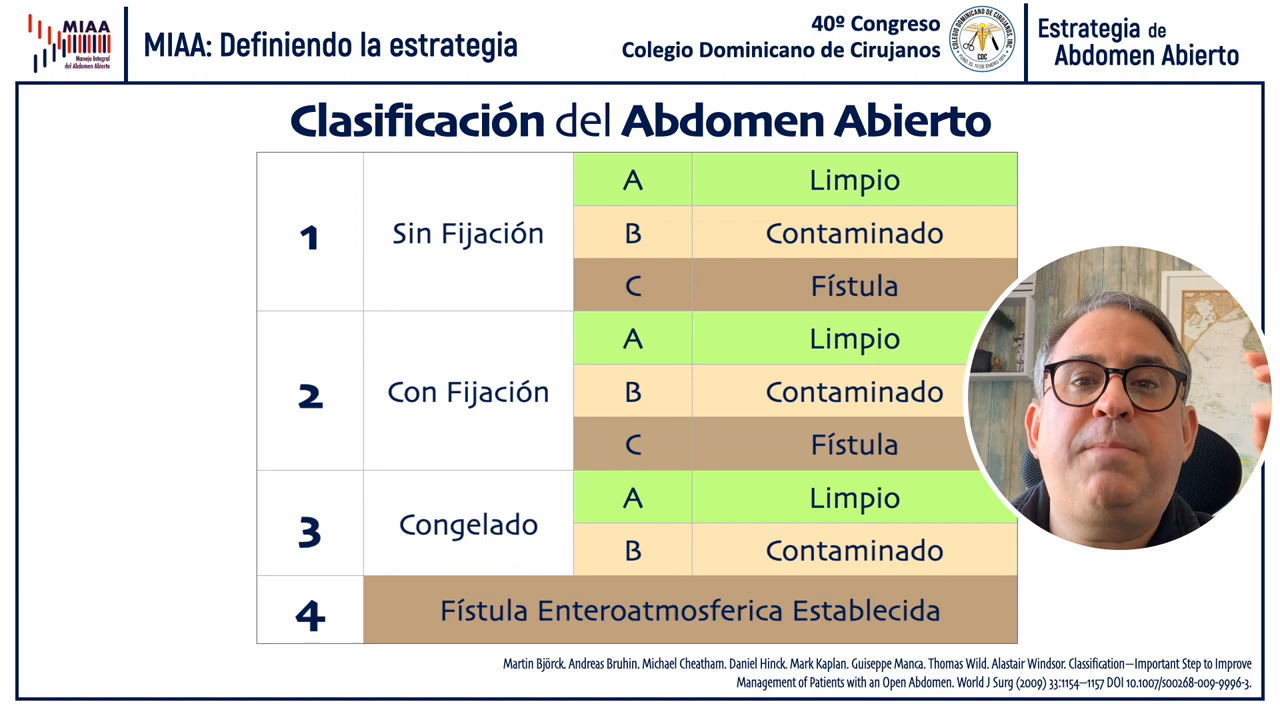 MIAA
Manejo Integral
del Abdomen Abierto
MIAA: Definiendo la estrategia
40º Congreso
Colegio Dominicano de Cirujanos
CDC
Estrategia de
Abdomen Abierto
Clasificación del Abdomen Abierto
1 Sin Fijación
A Limpio
B Contaminado
C Fístula
2 Con Fijación
A Limpio
B Contaminado
C Fístula
3 Congelado
A Limpio
B Contaminado
4 Fístula Enteroatmosferica Establecida
Martin Björck. Andreas Bruhin. Michael Cheatham. Daniel Hinck. Mark Kaplan. Guiseppe Manca. Thomas Wild. Alastair Windsor. Classification—Important Step to Improve
Management of Patients with an Open Abdomen. World J Surg (2009) 33:1154–1157 DOI 10.1007/s00268-009-9996-3.